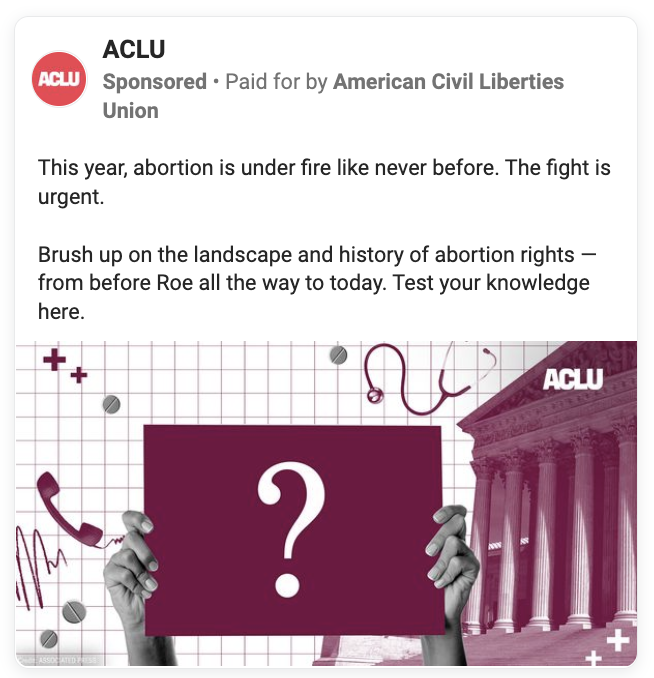 ACLU
ACLU
Sponsored • Paid for by American Civil Liberties
Union
This year, abortion is under fire like never before. The fight is
urgent.
Brush up on the landscape and history of abortion rights —
from before Roe all the way to today. Test your knowledge
here.
ACLU
?
Credit: ASSOCIATED PRESS